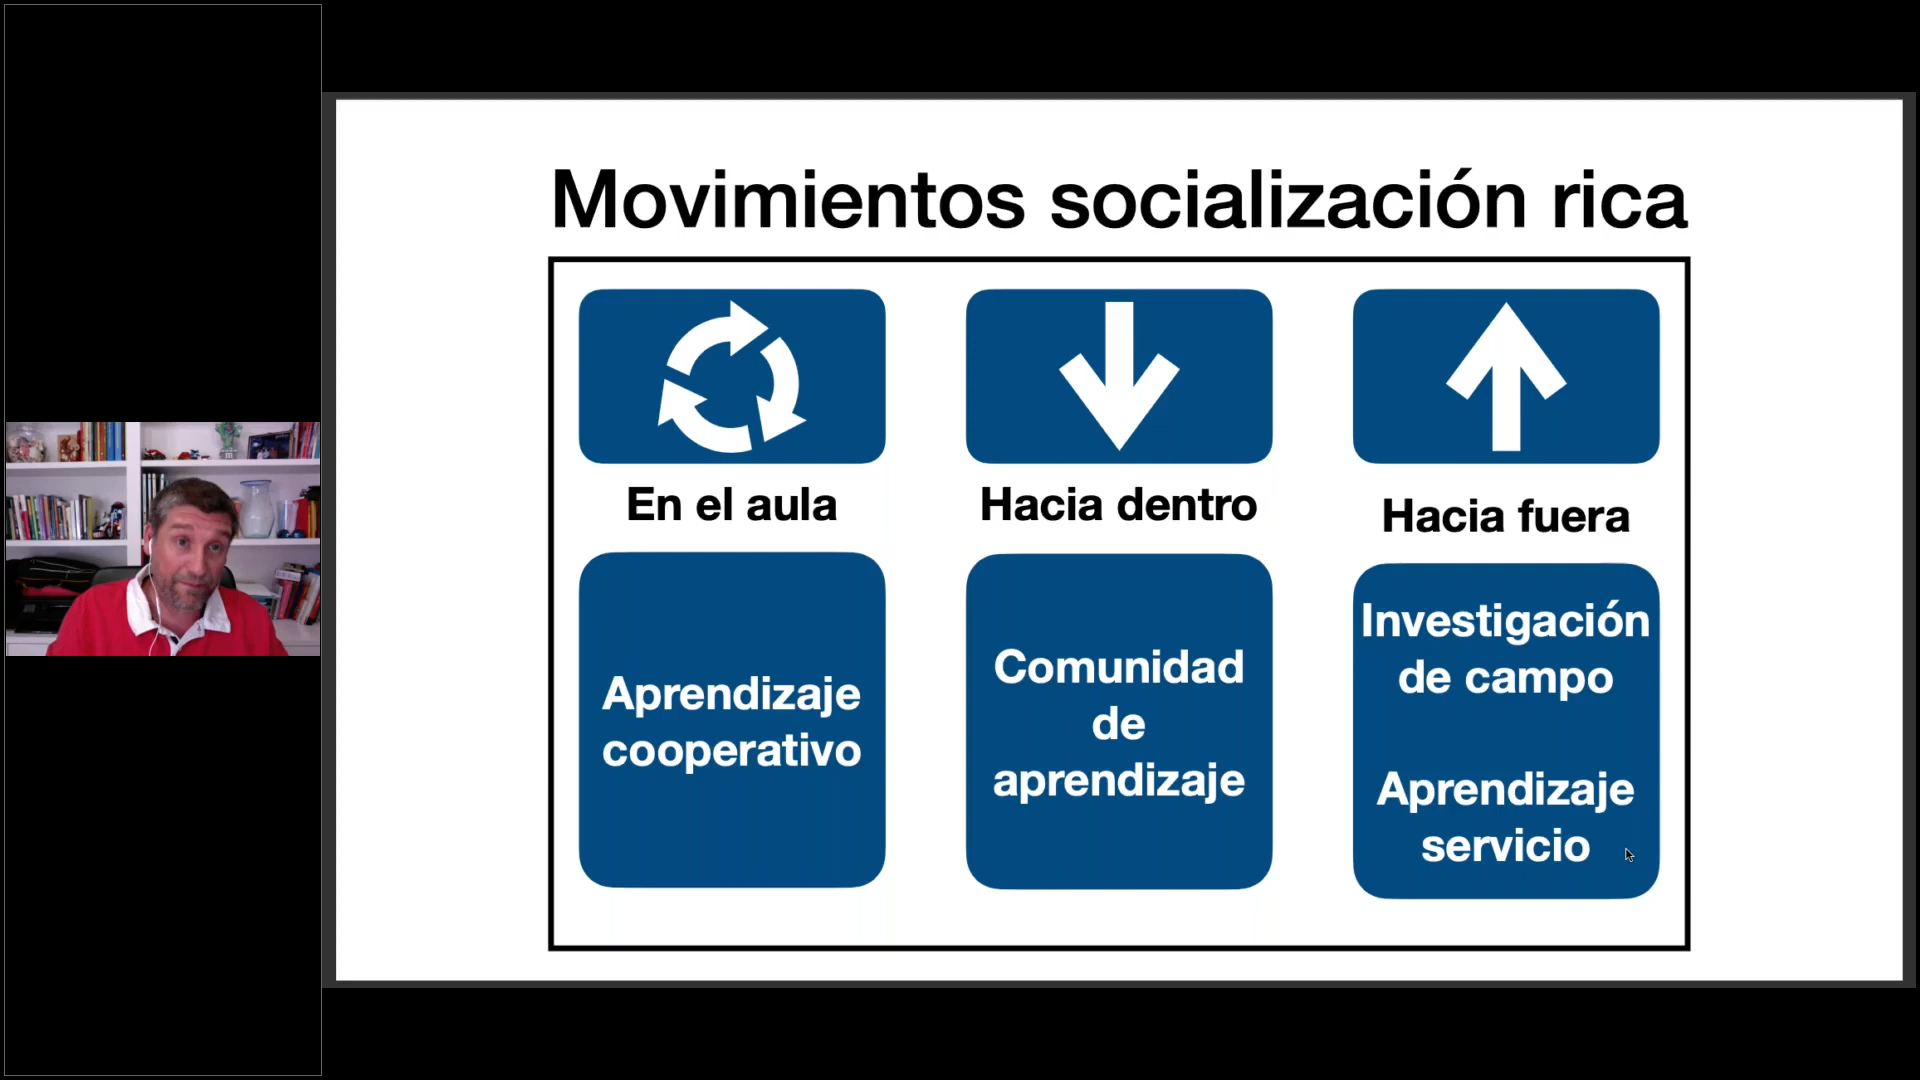 Movimientos socialización rica
En el aula
Hacia dentro
Hacia fuera
Aprendizaje
cooperativo
Comunidad
de
aprendizaje
Investigación
de campo
Aprendizaje
servicio